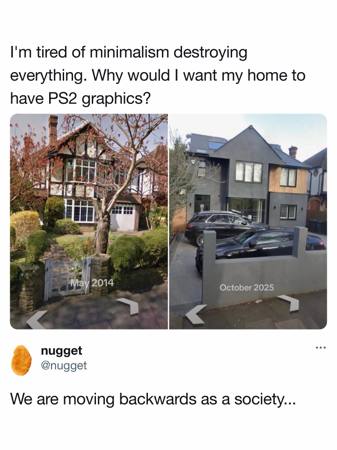 I'm tired of minimalism destroying
everything. Why would I want my home to
have PS2 graphics?
May 2014
October 2025
nugget
@nugget
We are moving backwards as a society...